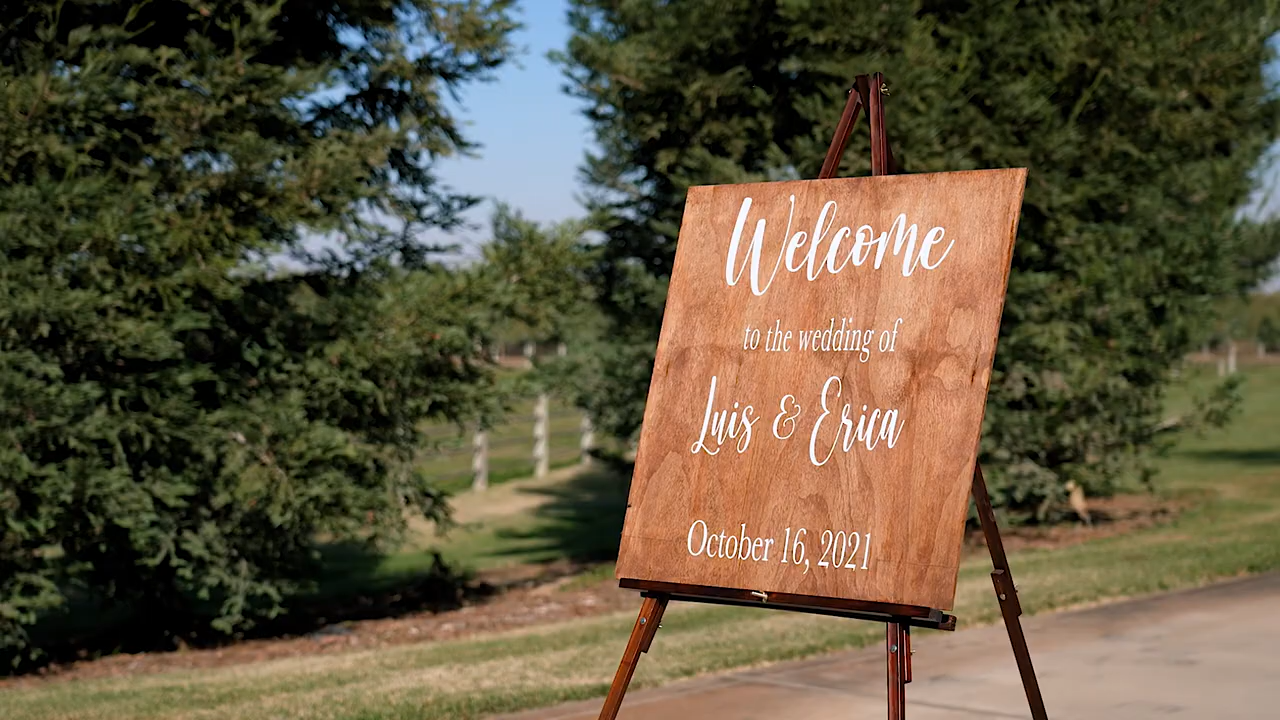 Welcome
to the wedding of
Luis & Erica
October 16, 2021